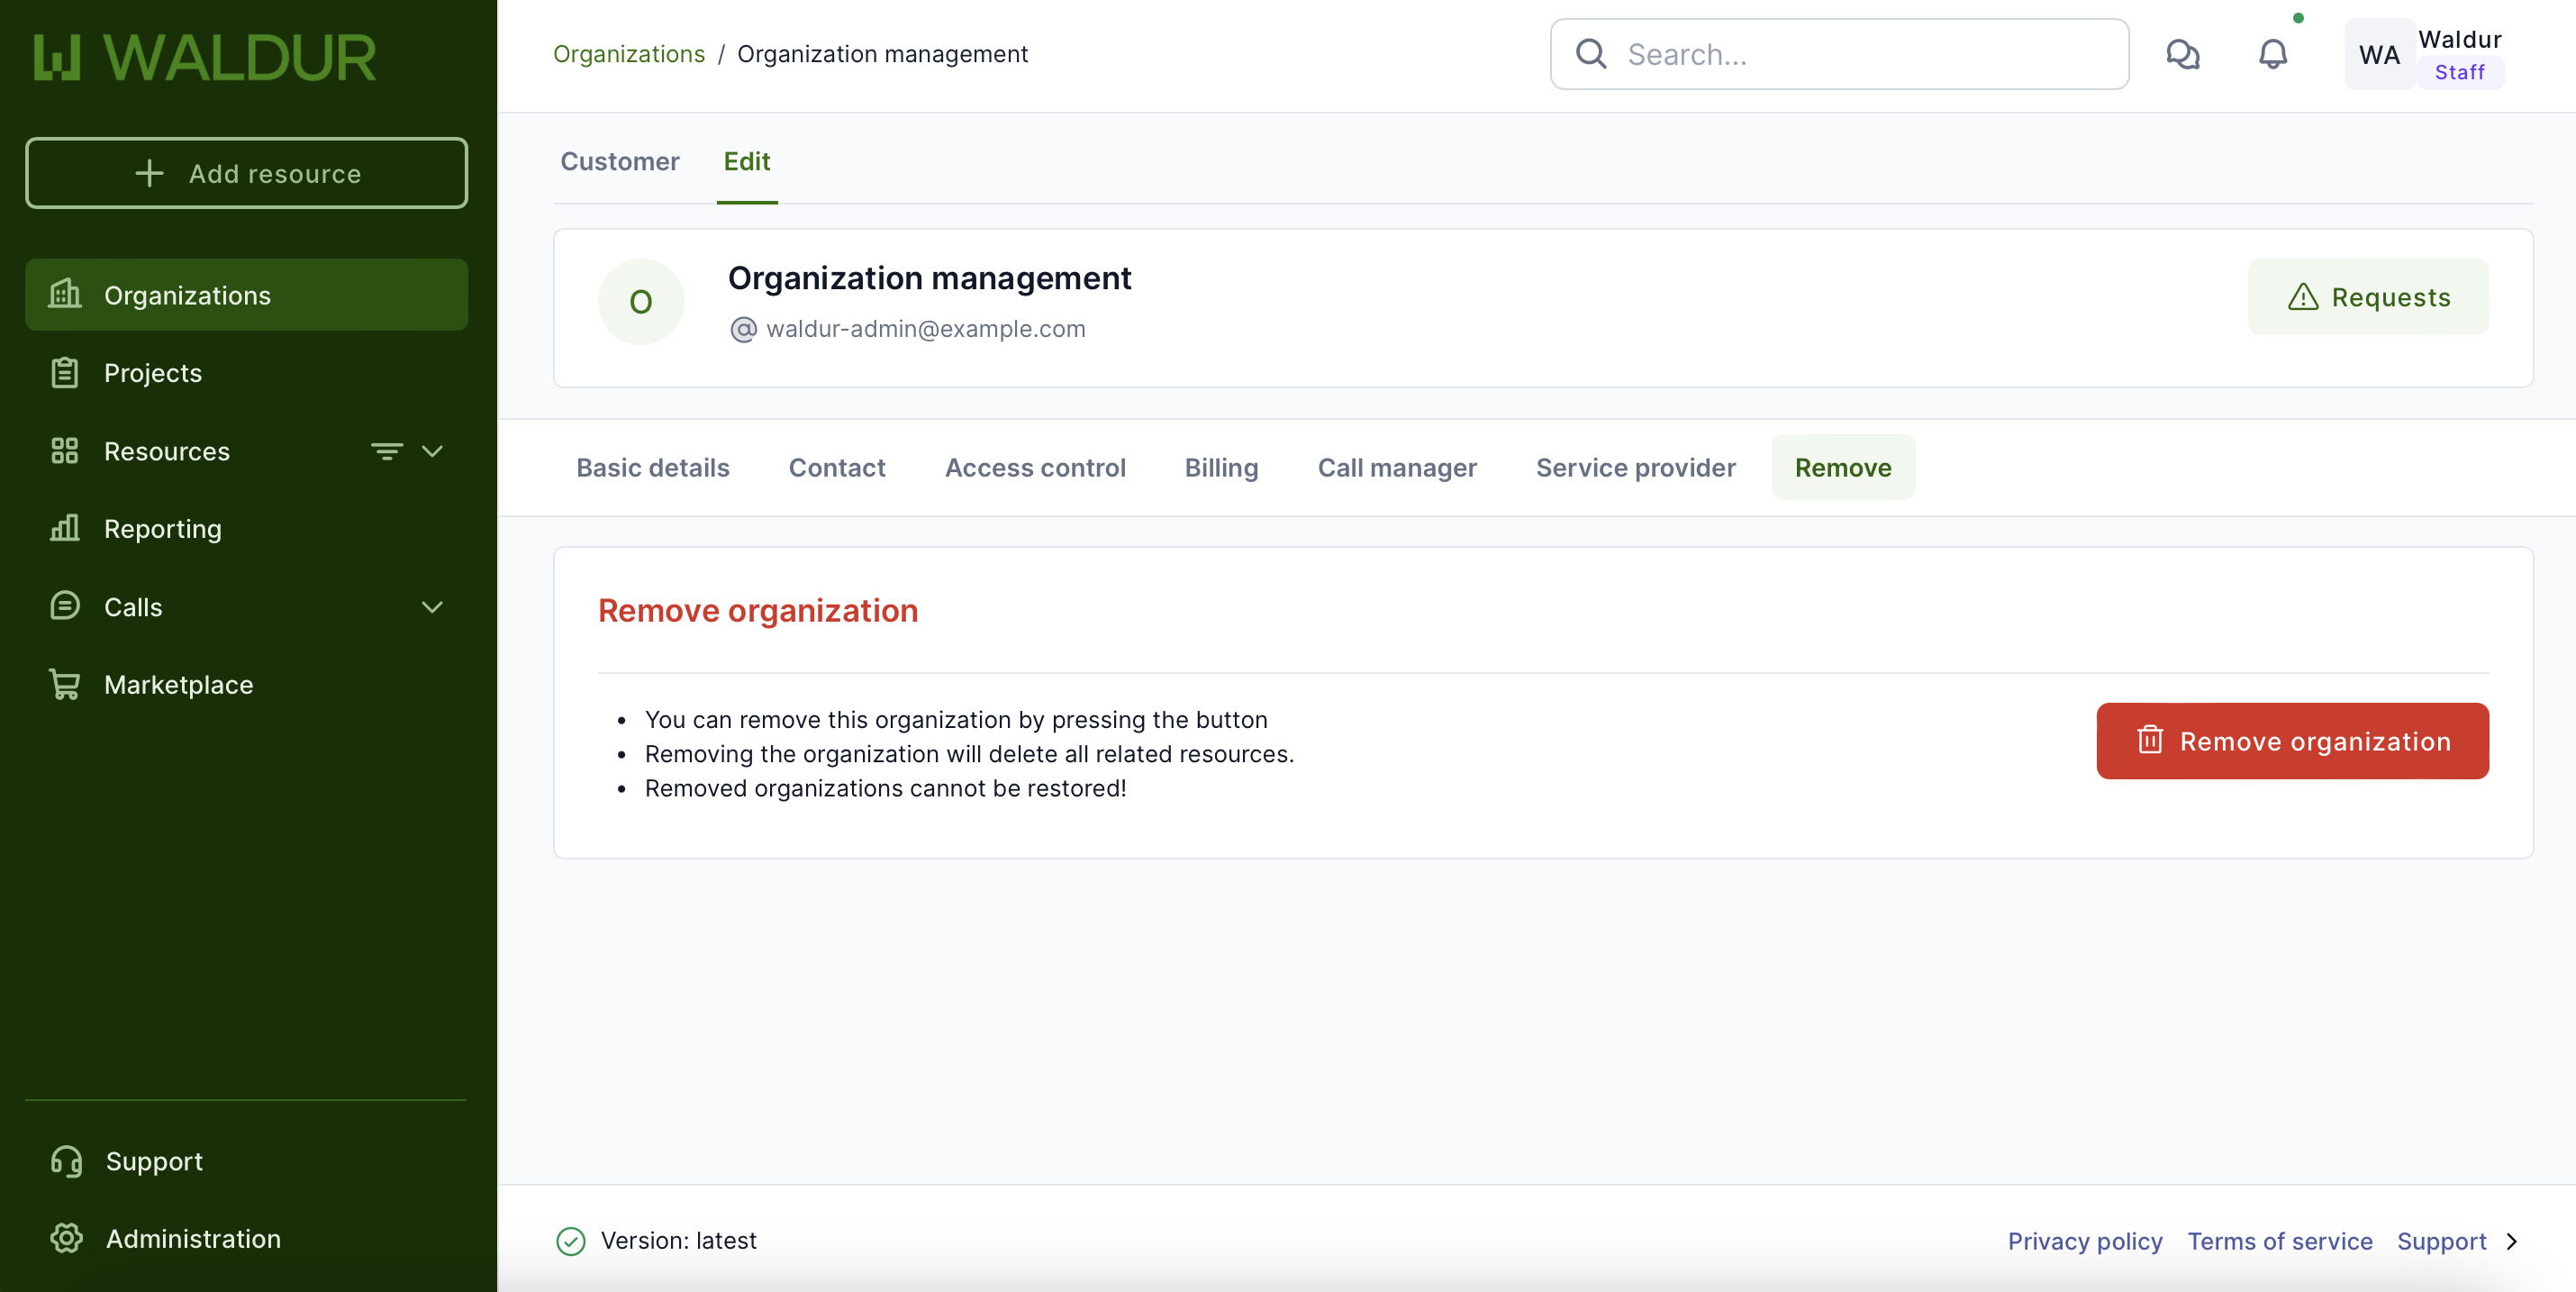 WALDUR
Add resource
Organizations
Projects
Resources
Reporting
Calls
Marketplace
Support
Administration
Organizations / Organization management
Search...
WA
Waldur
Staff
Customer
Edit
O
Organization management
waldur-admin@example.com
Requests
Basic details
Contact
Access control
Billing
Call manager
Service provider
Remove
Remove organization
• You can remove this organization by pressing the button
• Removing the organization will delete all related resources.
• Removed organizations cannot be restored!
Remove organization
Version: latest
Privacy policy
Terms of service
Support